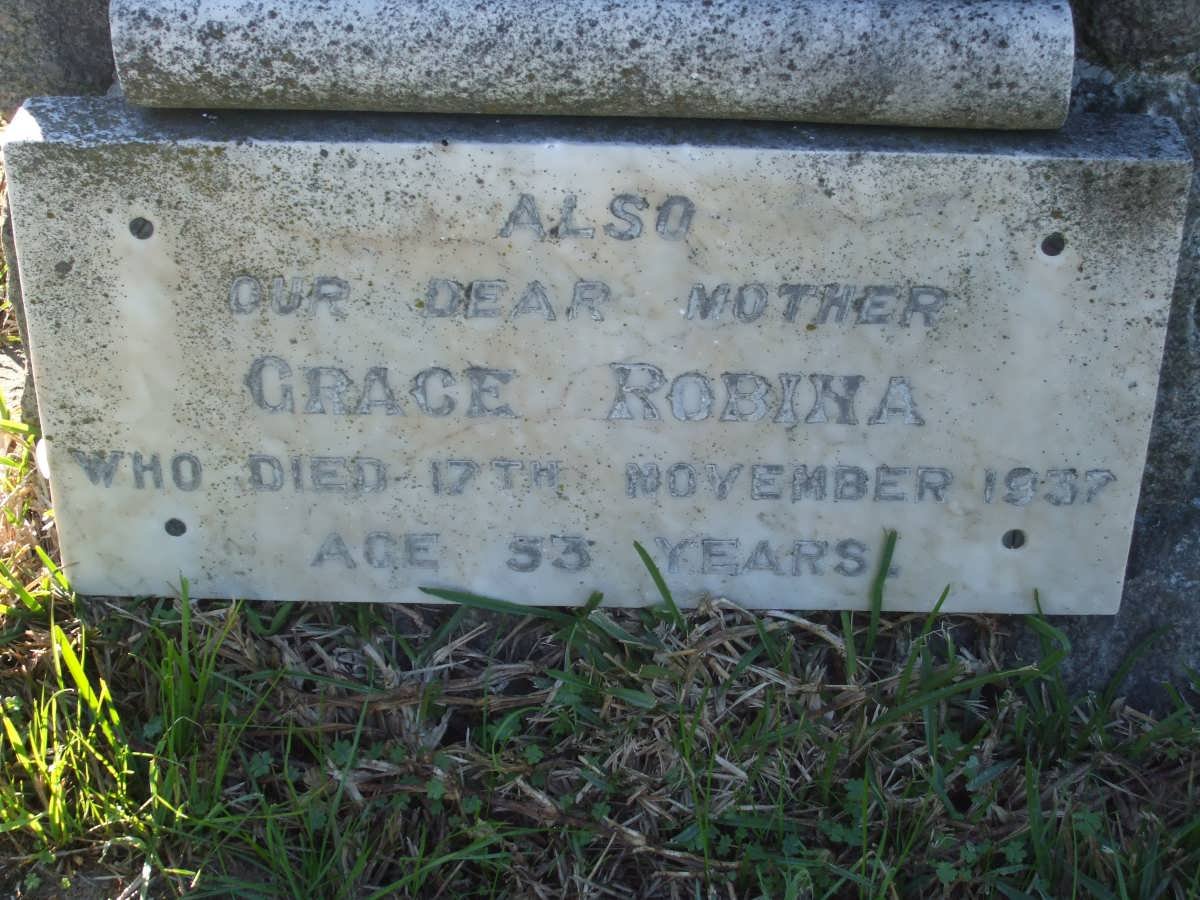 ALSO
OUR DEAR MOTHER
GRACE ROBINA
WHO DIED 17TH NOVEMBER 1937
AGE 53 YEARS.